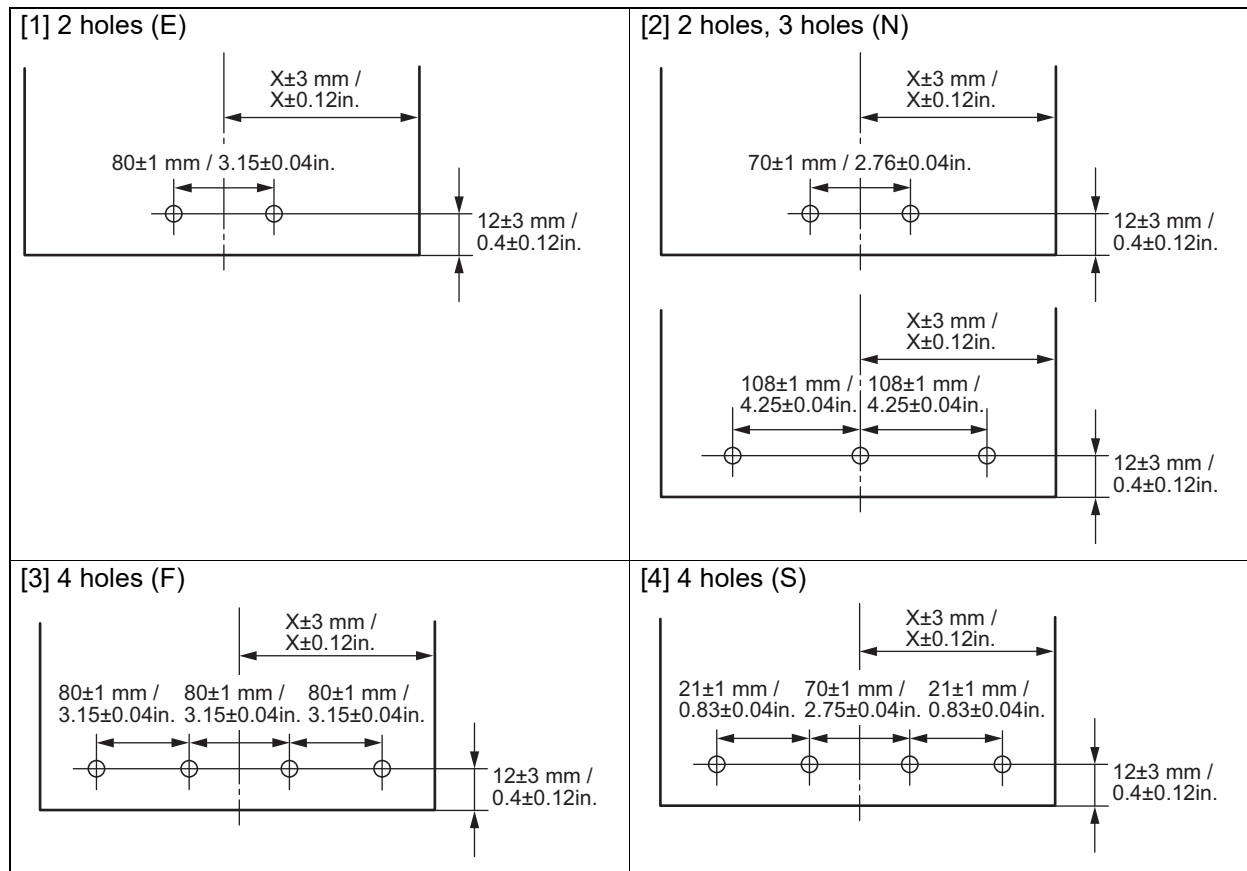 [1] 2 holes (E)
X±3 mm /
X±0.12in.
80±1 mm / 3.15±0.04in.
12±3 mm /
0.4±0.12in.
[2] 2 holes, 3 holes (N)
X±3 mm /
X±0.12in.
70±1 mm / 2.76±0.04in.
12±3 mm /
0.4±0.12in.
X±3 mm /
X±0.12in.
108±1 mm / 108±1 mm /
4.25±0.04in. 4.25±0.04in.
12±3 mm /
0.4±0.12in.
[3] 4 holes (F)
X±3 mm /
X±0.12in.
80±1 mm / 80±1 mm / 80±1 mm /
3.15±0.04in. 3.15±0.04in. 3.15±0.04in.
12±3 mm /
0.4±0.12in.
[4] 4 holes (S)
X±3 mm /
X±0.12in.
21±1 mm / 70±1 mm / 21±1 mm /
0.83±0.04in. 2.75±0.04in. 0.83±0.04in.
12±3 mm /
0.4±0.12in.